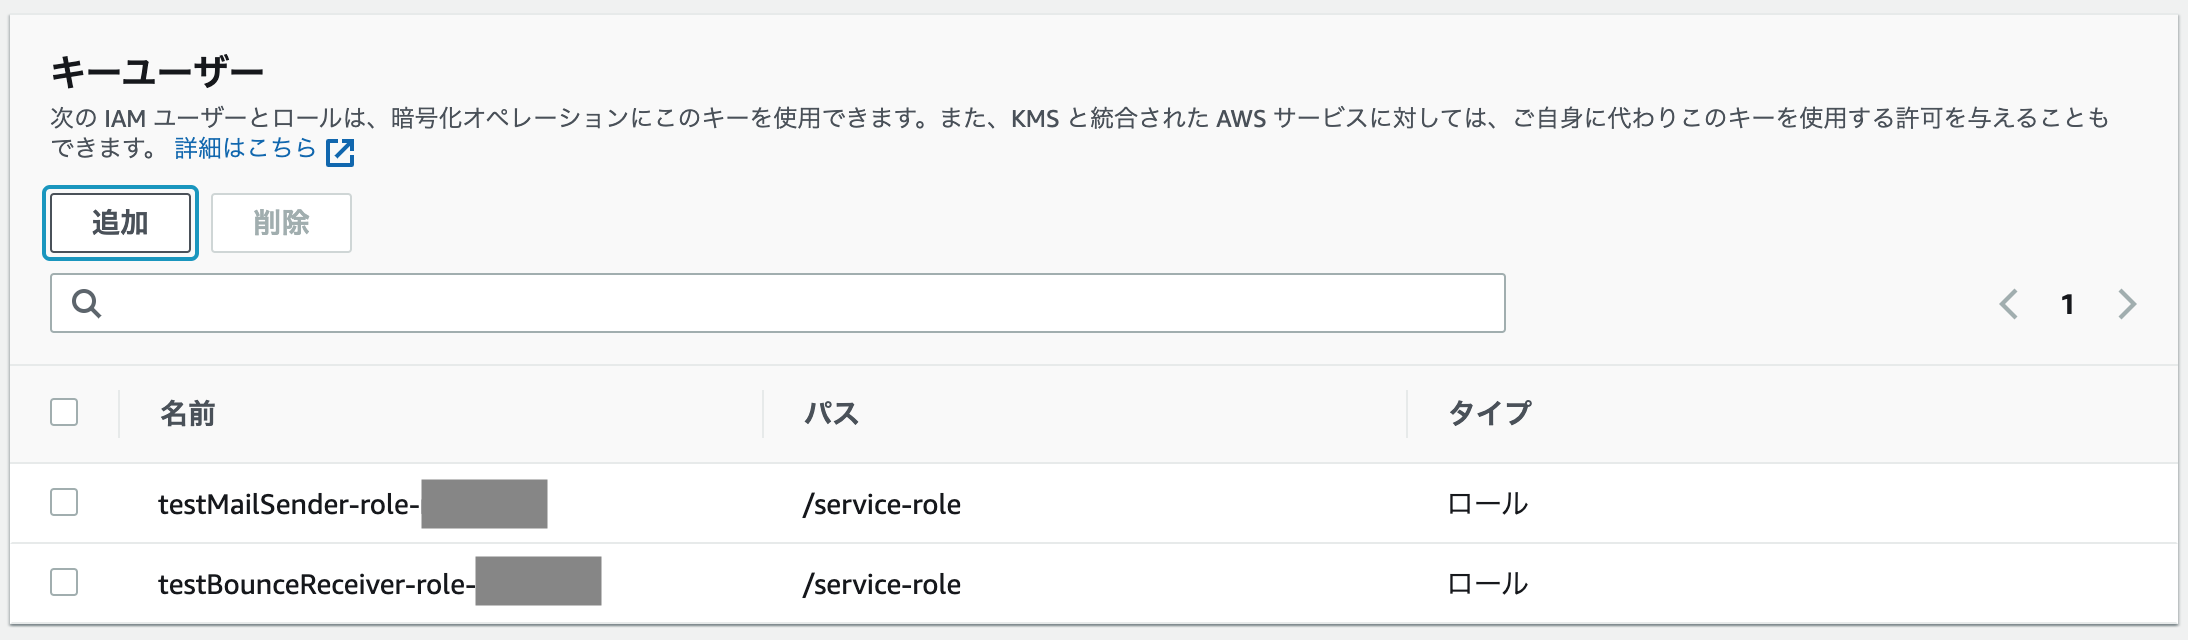 キーユーザー
次の IAM ユーザーとロールは、暗号化オペレーションにこのキーを使用できます。また、KMS と統合された AWS サービスに対しては、ご自身に代わりこのキーを使用する許可を与えることも
できます。 詳細はこちら
追加 削除
1
名前 パス タイプ
testMailSender-role- /service-role ロール
testBounceReceiver-role- /service-role ロール